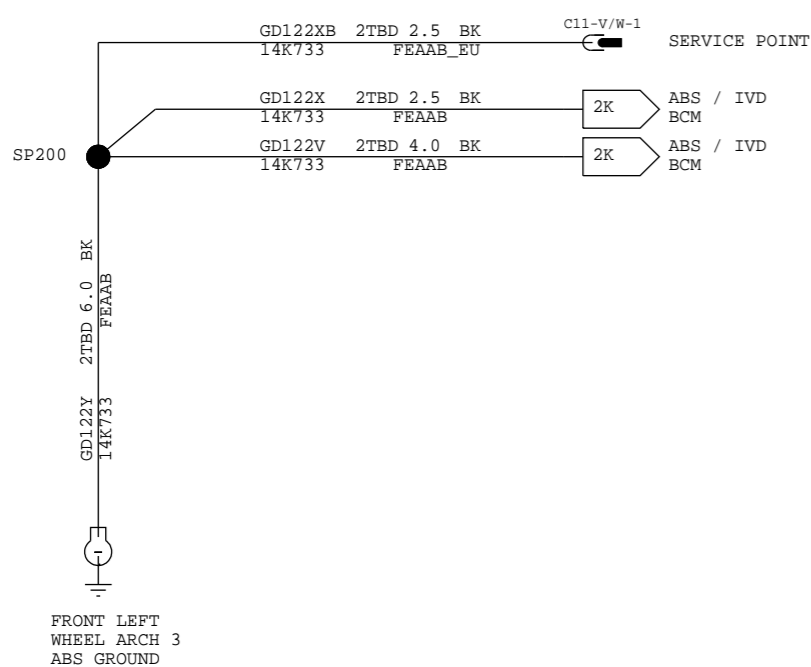 C11-V/W-1
GD122XB 2TBD 2.5 BK
14K733 FEAAB_EU
SERVICE POINT
GD122X 2TBD 2.5 BK
14K733 FEAAB
2K
ABS / IVD
BCM
SP200
GD122V 2TBD 4.0 BK
14K733 FEAAB
2K
ABS / IVD
BCM
GD122Y 2TBD 6.0 BK
14K733 FEAAB
FRONT LEFT
WHEEL ARCH 3
ABS GROUND